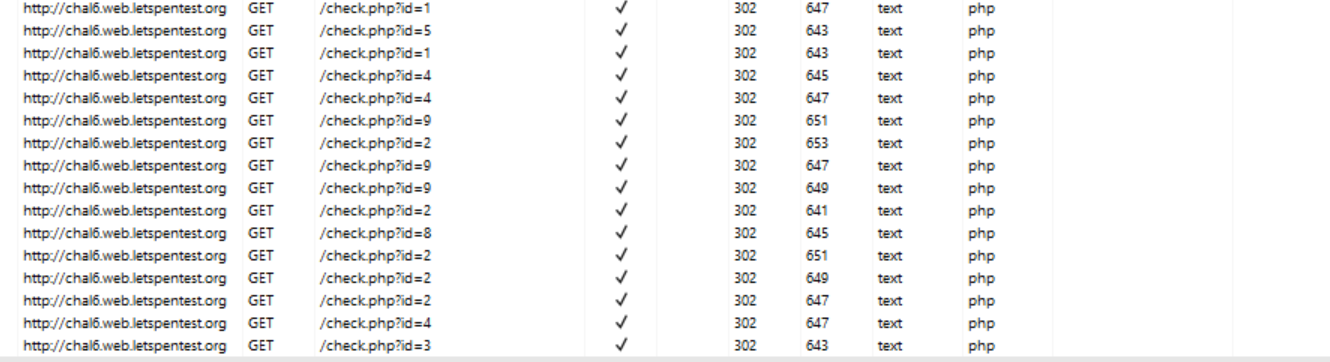 http://chal6.web.letspentest.org GET /check.php?id=1 ✓ 302 647 text php
http://chal6.web.letspentest.org GET /check.php?id=5 ✓ 302 643 text php
http://chal6.web.letspentest.org GET /check.php?id=1 ✓ 302 643 text php
http://chal6.web.letspentest.org GET /check.php?id=4 ✓ 302 645 text php
http://chal6.web.letspentest.org GET /check.php?id=4 ✓ 302 647 text php
http://chal6.web.letspentest.org GET /check.php?id=9 ✓ 302 651 text php
http://chal6.web.letspentest.org GET /check.php?id=2 ✓ 302 653 text php
http://chal6.web.letspentest.org GET /check.php?id=9 ✓ 302 647 text php
http://chal6.web.letspentest.org GET /check.php?id=9 ✓ 302 649 text php
http://chal6.web.letspentest.org GET /check.php?id=2 ✓ 302 641 text php
http://chal6.web.letspentest.org GET /check.php?id=8 ✓ 302 645 text php
http://chal6.web.letspentest.org GET /check.php?id=2 ✓ 302 651 text php
http://chal6.web.letspentest.org GET /check.php?id=2 ✓ 302 649 text php
http://chal6.web.letspentest.org GET /check.php?id=2 ✓ 302 647 text php
http://chal6.web.letspentest.org GET /check.php?id=4 ✓ 302 647 text php
http://chal6.web.letspentest.org GET /check.php?id=3 ✓ 302 643 text php